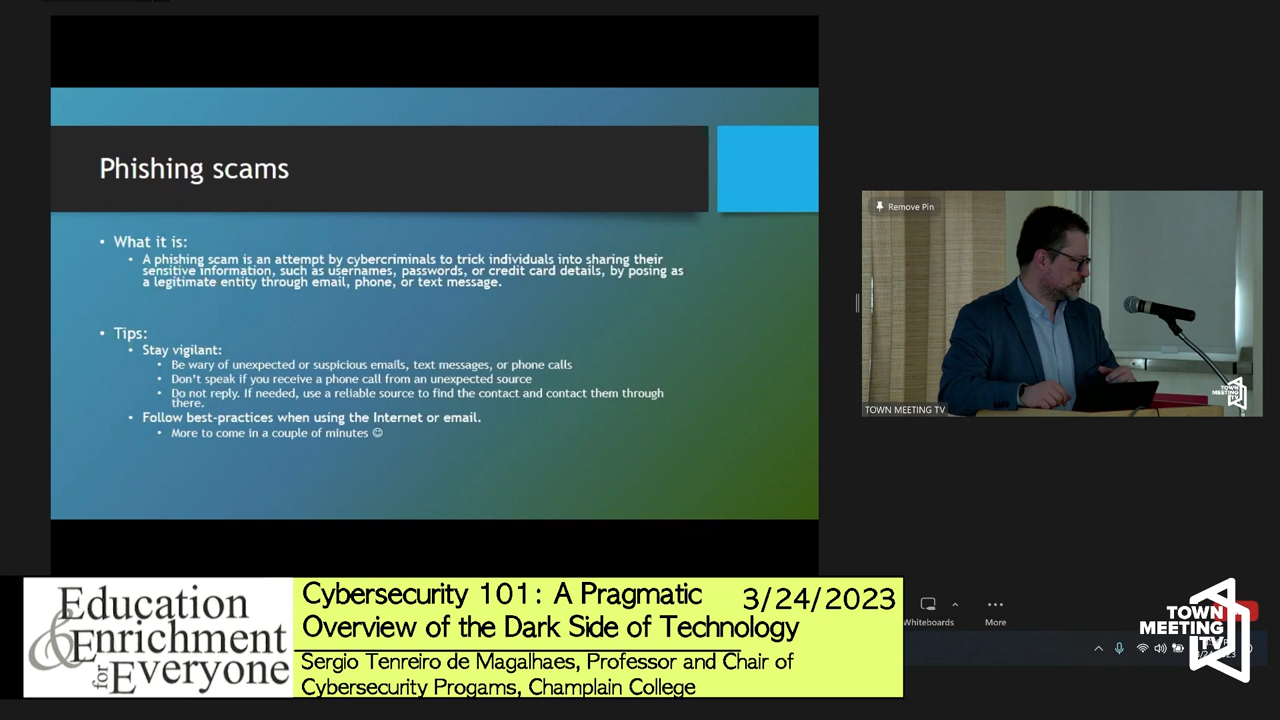 Phishing scams
• What it is:
• A phishing scam is an attempt by cybercriminals to trick individuals into sharing their
sensitive information, such as usernames, passwords, or credit card details, by posing as
a legitimate entity through email, phone, or text message.
• Tips:
• Stay vigilant:
• Be wary of unexpected or suspicious emails, text messages, or phone calls
• Don't speak if you receive a phone call from an unexpected source
• Do not reply. If needed, use a reliable source to find the contact and contact them through
there.
• Follow best-practices when using the Internet or email.
• More to come in a couple of minutes ☺
Remove Pin
TOWN
MEETING
TV
TOWN MEETING TV
Education
& Enrichment
for Everyone
Cybersecurity 101: A Pragmatic
Overview of the Dark Side of Technology
3/24/2023
Sergio Tenreiro de Magalhaes, Professor and Chair of
Cybersecurity Progams, Champlain College
Whiteboards
More
TOWN
MEETING
TV